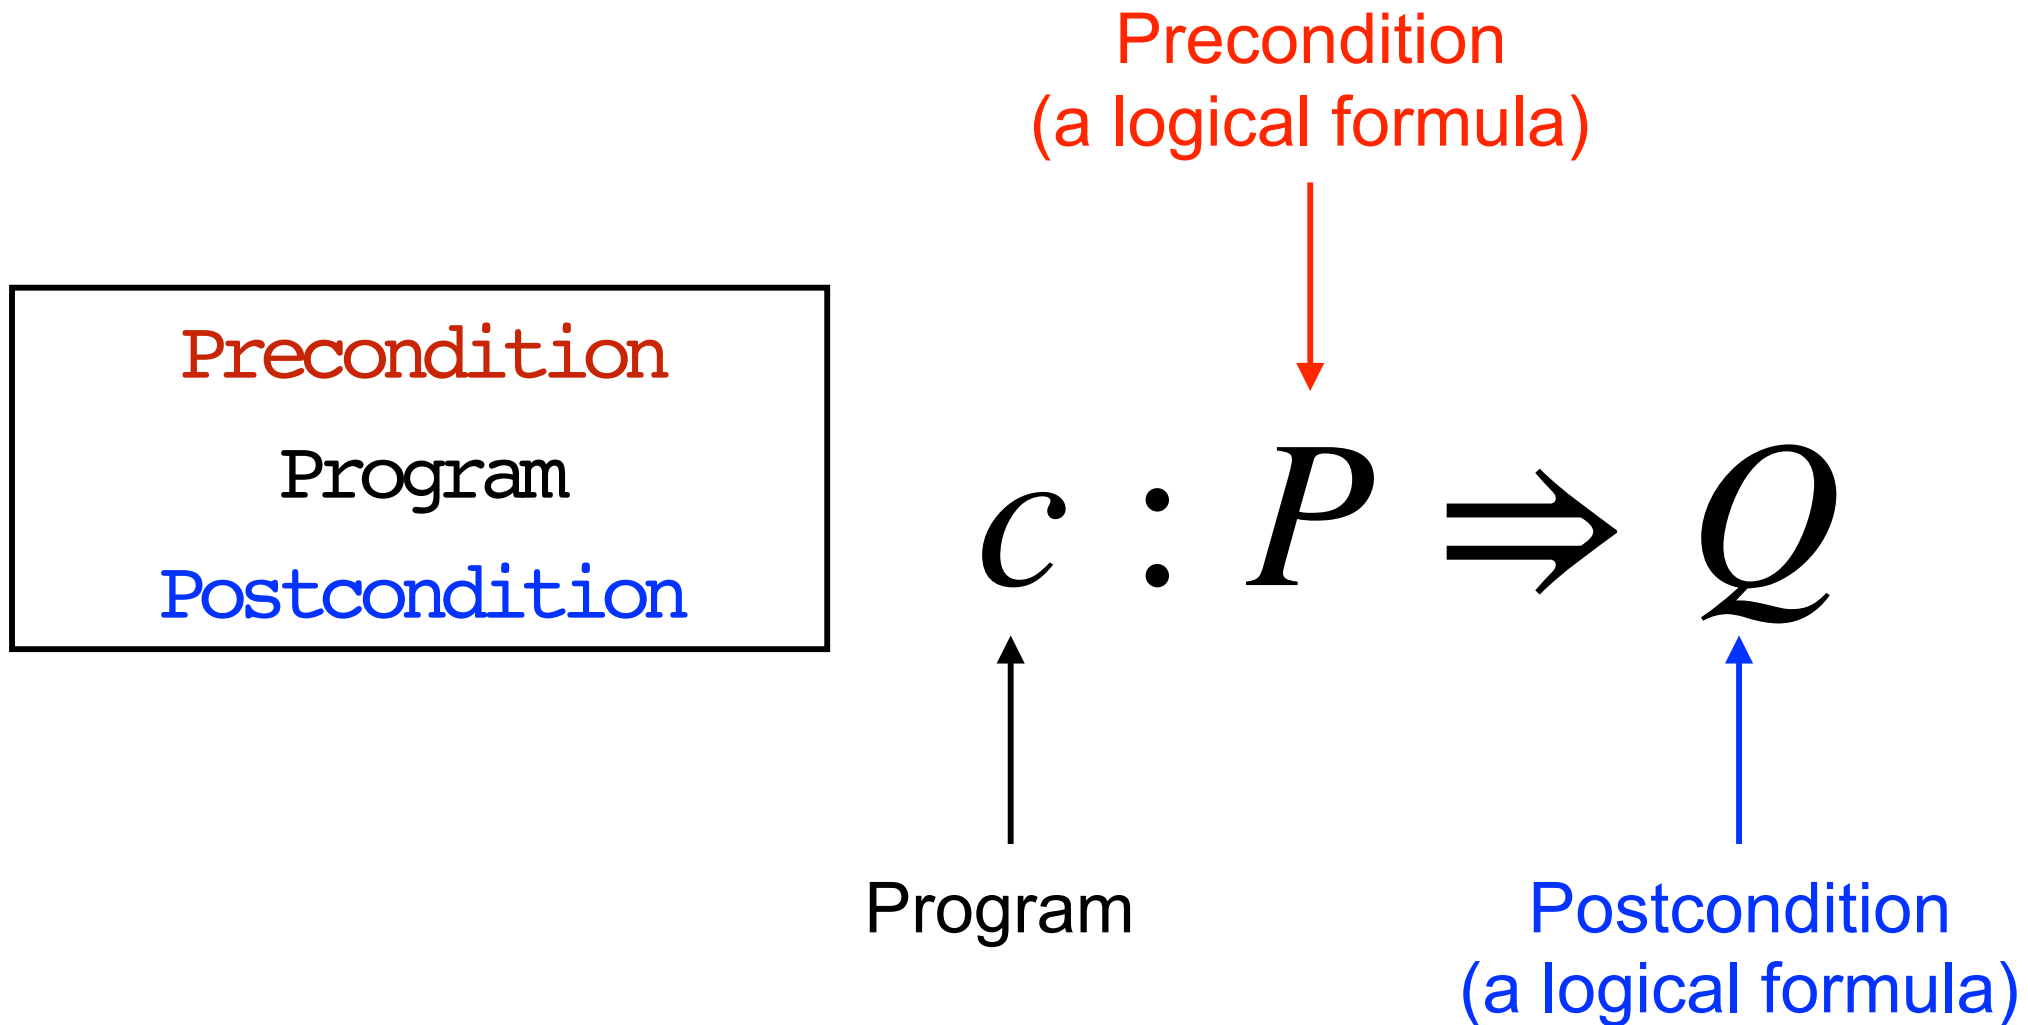 Precondition
(a logical formula)
Precondition
Program
Postcondition
c : P ⇒ Q
Program
Postcondition
(a logical formula)